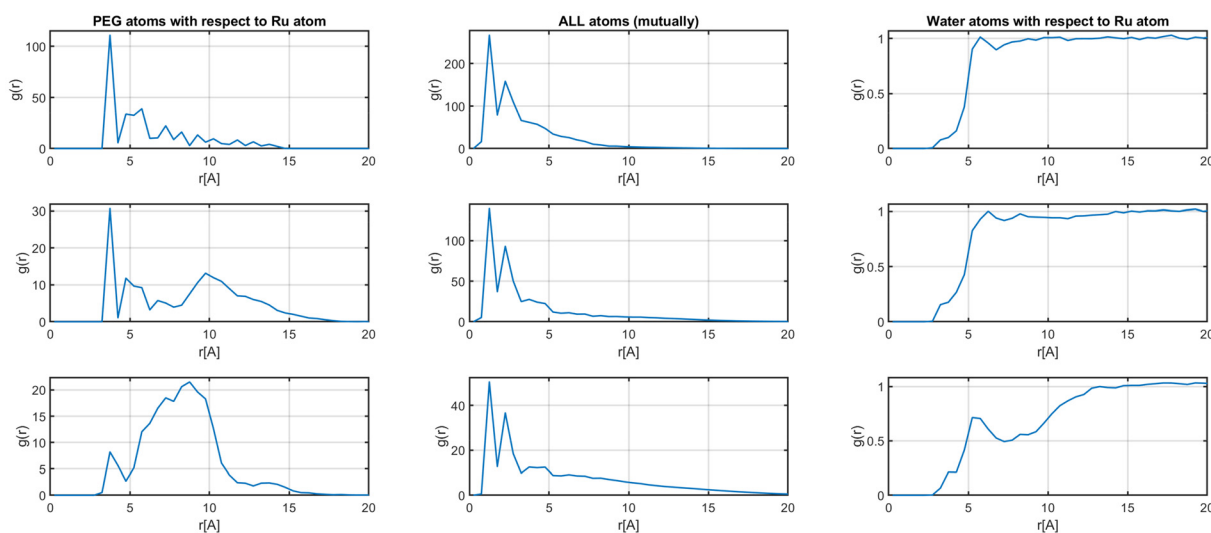 PEG atoms with respect to Ru atom
ALL atoms (mutually)
Water atoms with respect to Ru atom
g(r)
100
50
0
0 5 10 15 20
r[A]
g(r)
200
100
0
0 5 10 15 20
r[A]
g(r)
1
0.5
0
0 5 10 15 20
r[A]
g(r)
30
20
10
0
0 5 10 15 20
r[A]
g(r)
100
50
0
0 5 10 15 20
r[A]
g(r)
1
0.5
0
0 5 10 15 20
r[A]
g(r)
20
15
10
5
0
0 5 10 15 20
r[A]
g(r)
40
20
0
0 5 10 15 20
r[A]
g(r)
1
0.5
0
0 5 10 15 20
r[A]